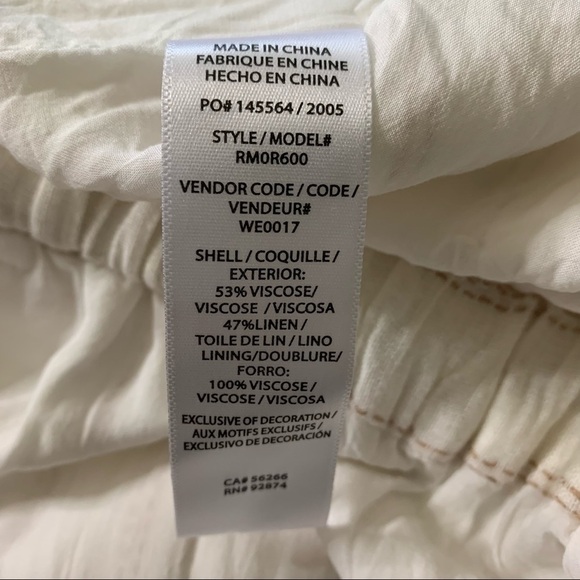 MADE IN CHINA
FABRIQUE EN CHINE
HECHO EN CHINA
PO# 145564 / 2005
STYLE / MODEL#
RM0R600
VENDOR CODE / CODE /
VENDEUR#
WE0017
SHELL / COQUILLE /
EXTERIOR:
53% VISCOSE/
VISCOSE / VISCOSA
47%LINEN /
TOILE DE LIN / LINO
LINING/DOUBLURE/
FORRO:
100% VISCOSE/
VISCOSE / VISCOSA
EXCLUSIVE OF DECORATION /
AUX MOTIFS EXCLUSIFS /
EXCLUSIVO DE DECORACIÓN
CA# 56266
RN# 92874